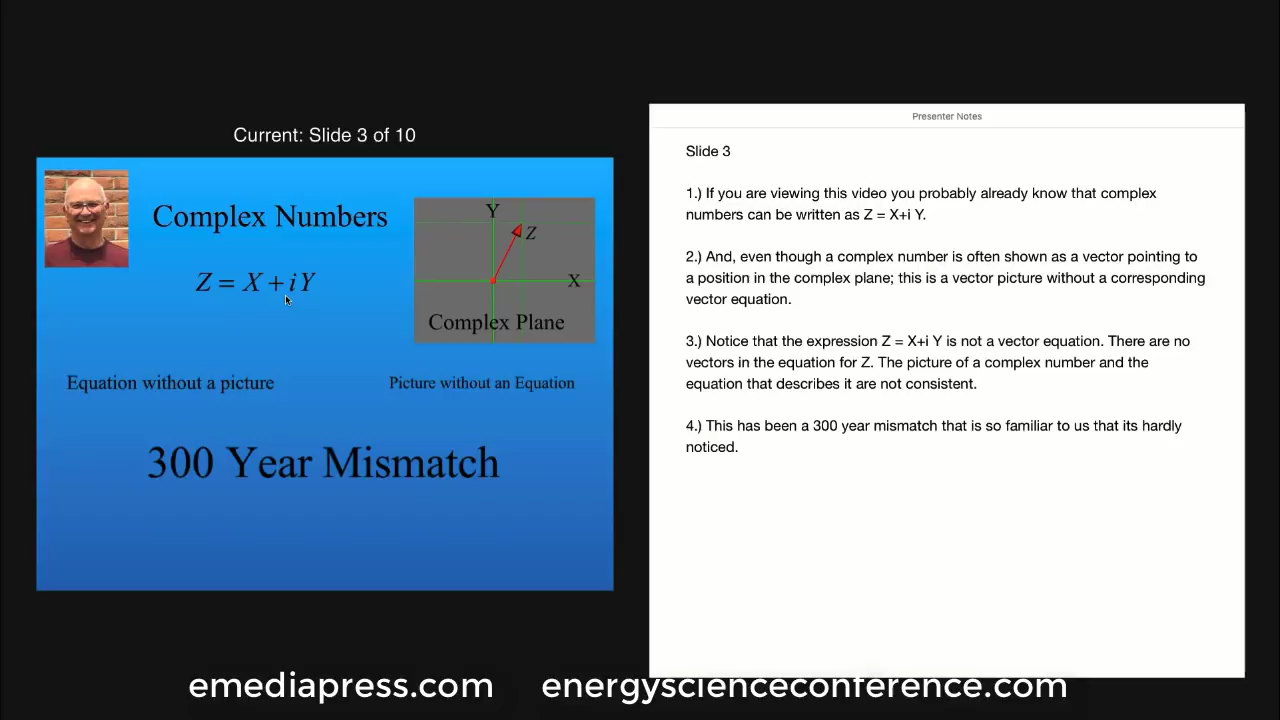 Current: Slide 3 of 10
Complex Numbers
Z = X + i Y
Y
Z
X
Complex Plane
Equation without a picture
Picture without an Equation
300 Year Mismatch
Presenter Notes
Slide 3
1.) If you are viewing this video you probably already know that complex
numbers can be written as Z = X+i Y.
2.) And, even though a complex number is often shown as a vector pointing to
a position in the complex plane; this is a vector picture without a corresponding
vector equation.
3.) Notice that the expression Z = X+i Y is not a vector equation. There are no
vectors in the equation for Z. The picture of a complex number and the
equation that describes it are not consistent.
4.) This has been a 300 year mismatch that is so familiar to us that its hardly
noticed.
emediapress.com
energyscienceconference.com